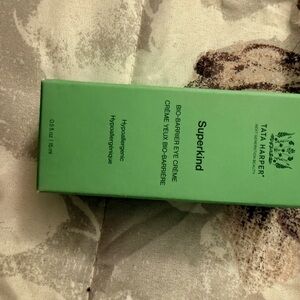 TATA HARPER
Superkind
BIO-BARRIER EYE CRÈME
CRÈME YEUX BIO-BARRIÈRE
Hypoallergenic
Hypoallergénique
0.5 fl oz / 15 ml